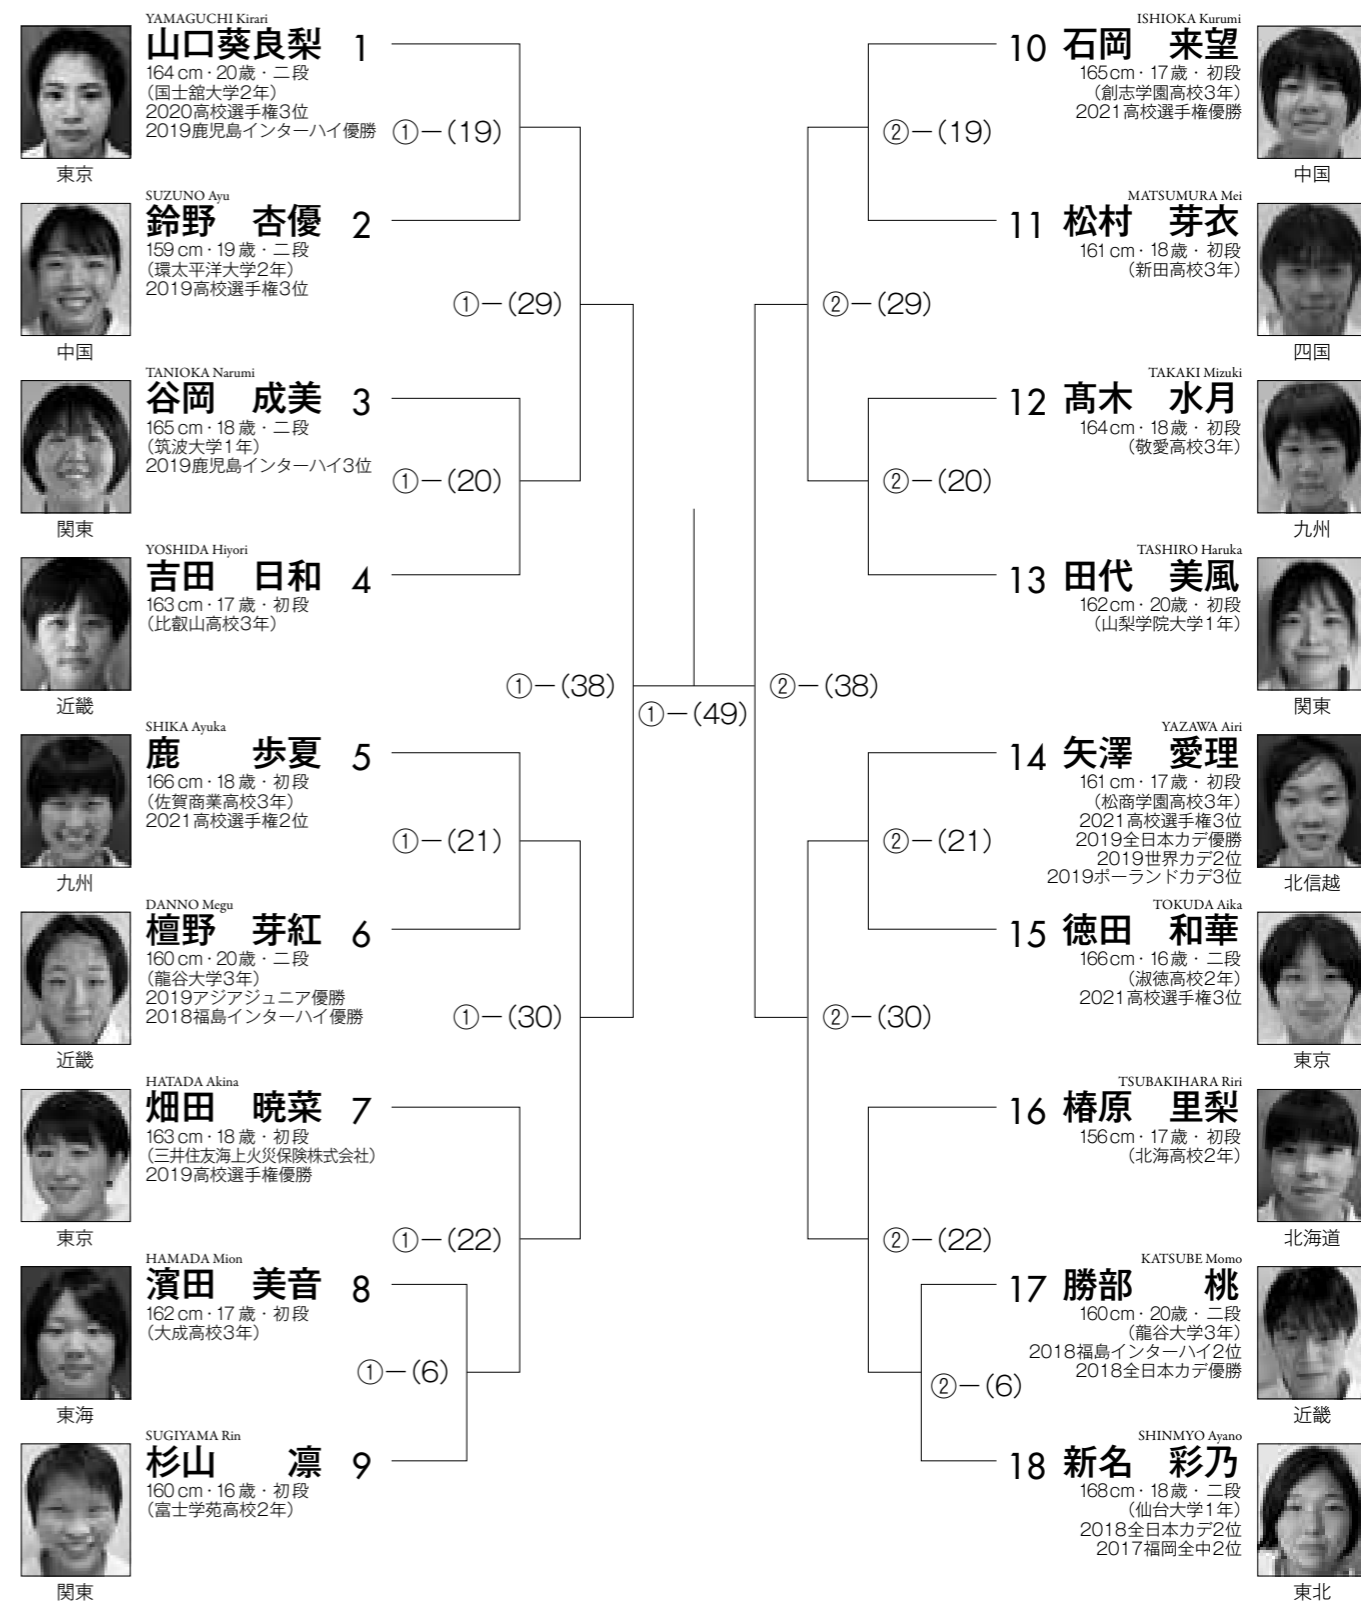 YAMAGUCHI Kirari
山口葵良梨 1
164cm・20歳・二段
(国士舘大学2年)
2020高校選手権3位
2019鹿児島インターハイ優勝
東京
①−(19)
SUZUNO Ayu
鈴野 杏優 2
159cm・19歳・二段
(環太平洋大学2年)
2019高校選手権3位
中国
①−(29)
TANIOKA Narumi
谷岡 成美 3
165cm・18歳・二段
(筑波大学1年)
2019鹿児島インターハイ3位
関東
①−(20)
YOSHIDA Hiyori
吉田 日和 4
163cm・17歳・初段
(比叡山高校3年)
近畿
①−(38)
SHIKA Ayuka
鹿 歩夏 5
166cm・18歳・初段
(佐賀商業高校3年)
2021高校選手権2位
九州
①−(21)
DANNO Megu
檀野 芽紅 6
160cm・20歳・二段
(龍谷大学3年)
2019アジアジュニア優勝
2018福島インターハイ優勝
近畿
①−(30)
HATADA Akina
畑田 暁菜 7
163cm・18歳・初段
(三井住友海上火災保険株式会社)
2019高校選手権優勝
東京
①−(22)
HAMADA Mion
濱田 美音 8
162cm・17歳・初段
(大成高校3年)
東海
①−(6)
SUGIYAMA Rin
杉山 凛 9
160cm・16歳・初段
(富士学苑高校2年)
関東
①−(49)
ISHIOKA Kurumi
10 石岡 来望
165cm・17歳・初段
(創志学園高校3年)
2021高校選手権優勝
中国
②−(19)
MATSUMURA Mei
11 松村 芽衣
161cm・18歳・初段
(新田高校3年)
四国
②−(29)
TAKAKI Mizuki
12 髙木 水月
164cm・18歳・初段
(敬愛高校3年)
九州
②−(20)
TASHIRO Haruka
13 田代 美風
162cm・20歳・初段
(山梨学院大学1年)
関東
②−(38)
YAZAWA Airi
14 矢澤 愛理
161cm・17歳・初段
(松商学園高校3年)
2021高校選手権3位
2019全日本カデ優勝
2019世界カデ2位
2019ポーランドカデ3位
北信越
②−(21)
TOKUDA Aika
15 徳田 和華
166cm・16歳・二段
(淑徳高校2年)
2021高校選手権3位
東京
②−(30)
TSUBAKIHARA Riri
16 椿原 里梨
156cm・17歳・初段
(北海高校2年)
北海道
②−(22)
KATSUBE Momo
17 勝部 桃
160cm・20歳・二段
(龍谷大学3年)
2018福島インターハイ2位
2018全日本カデ優勝
近畿
②−(6)
SHINMYO Ayano
18 新名 彩乃
168cm・18歳・二段
(仙台大学1年)
2018全日本カデ2位
2017福岡全中2位
東北